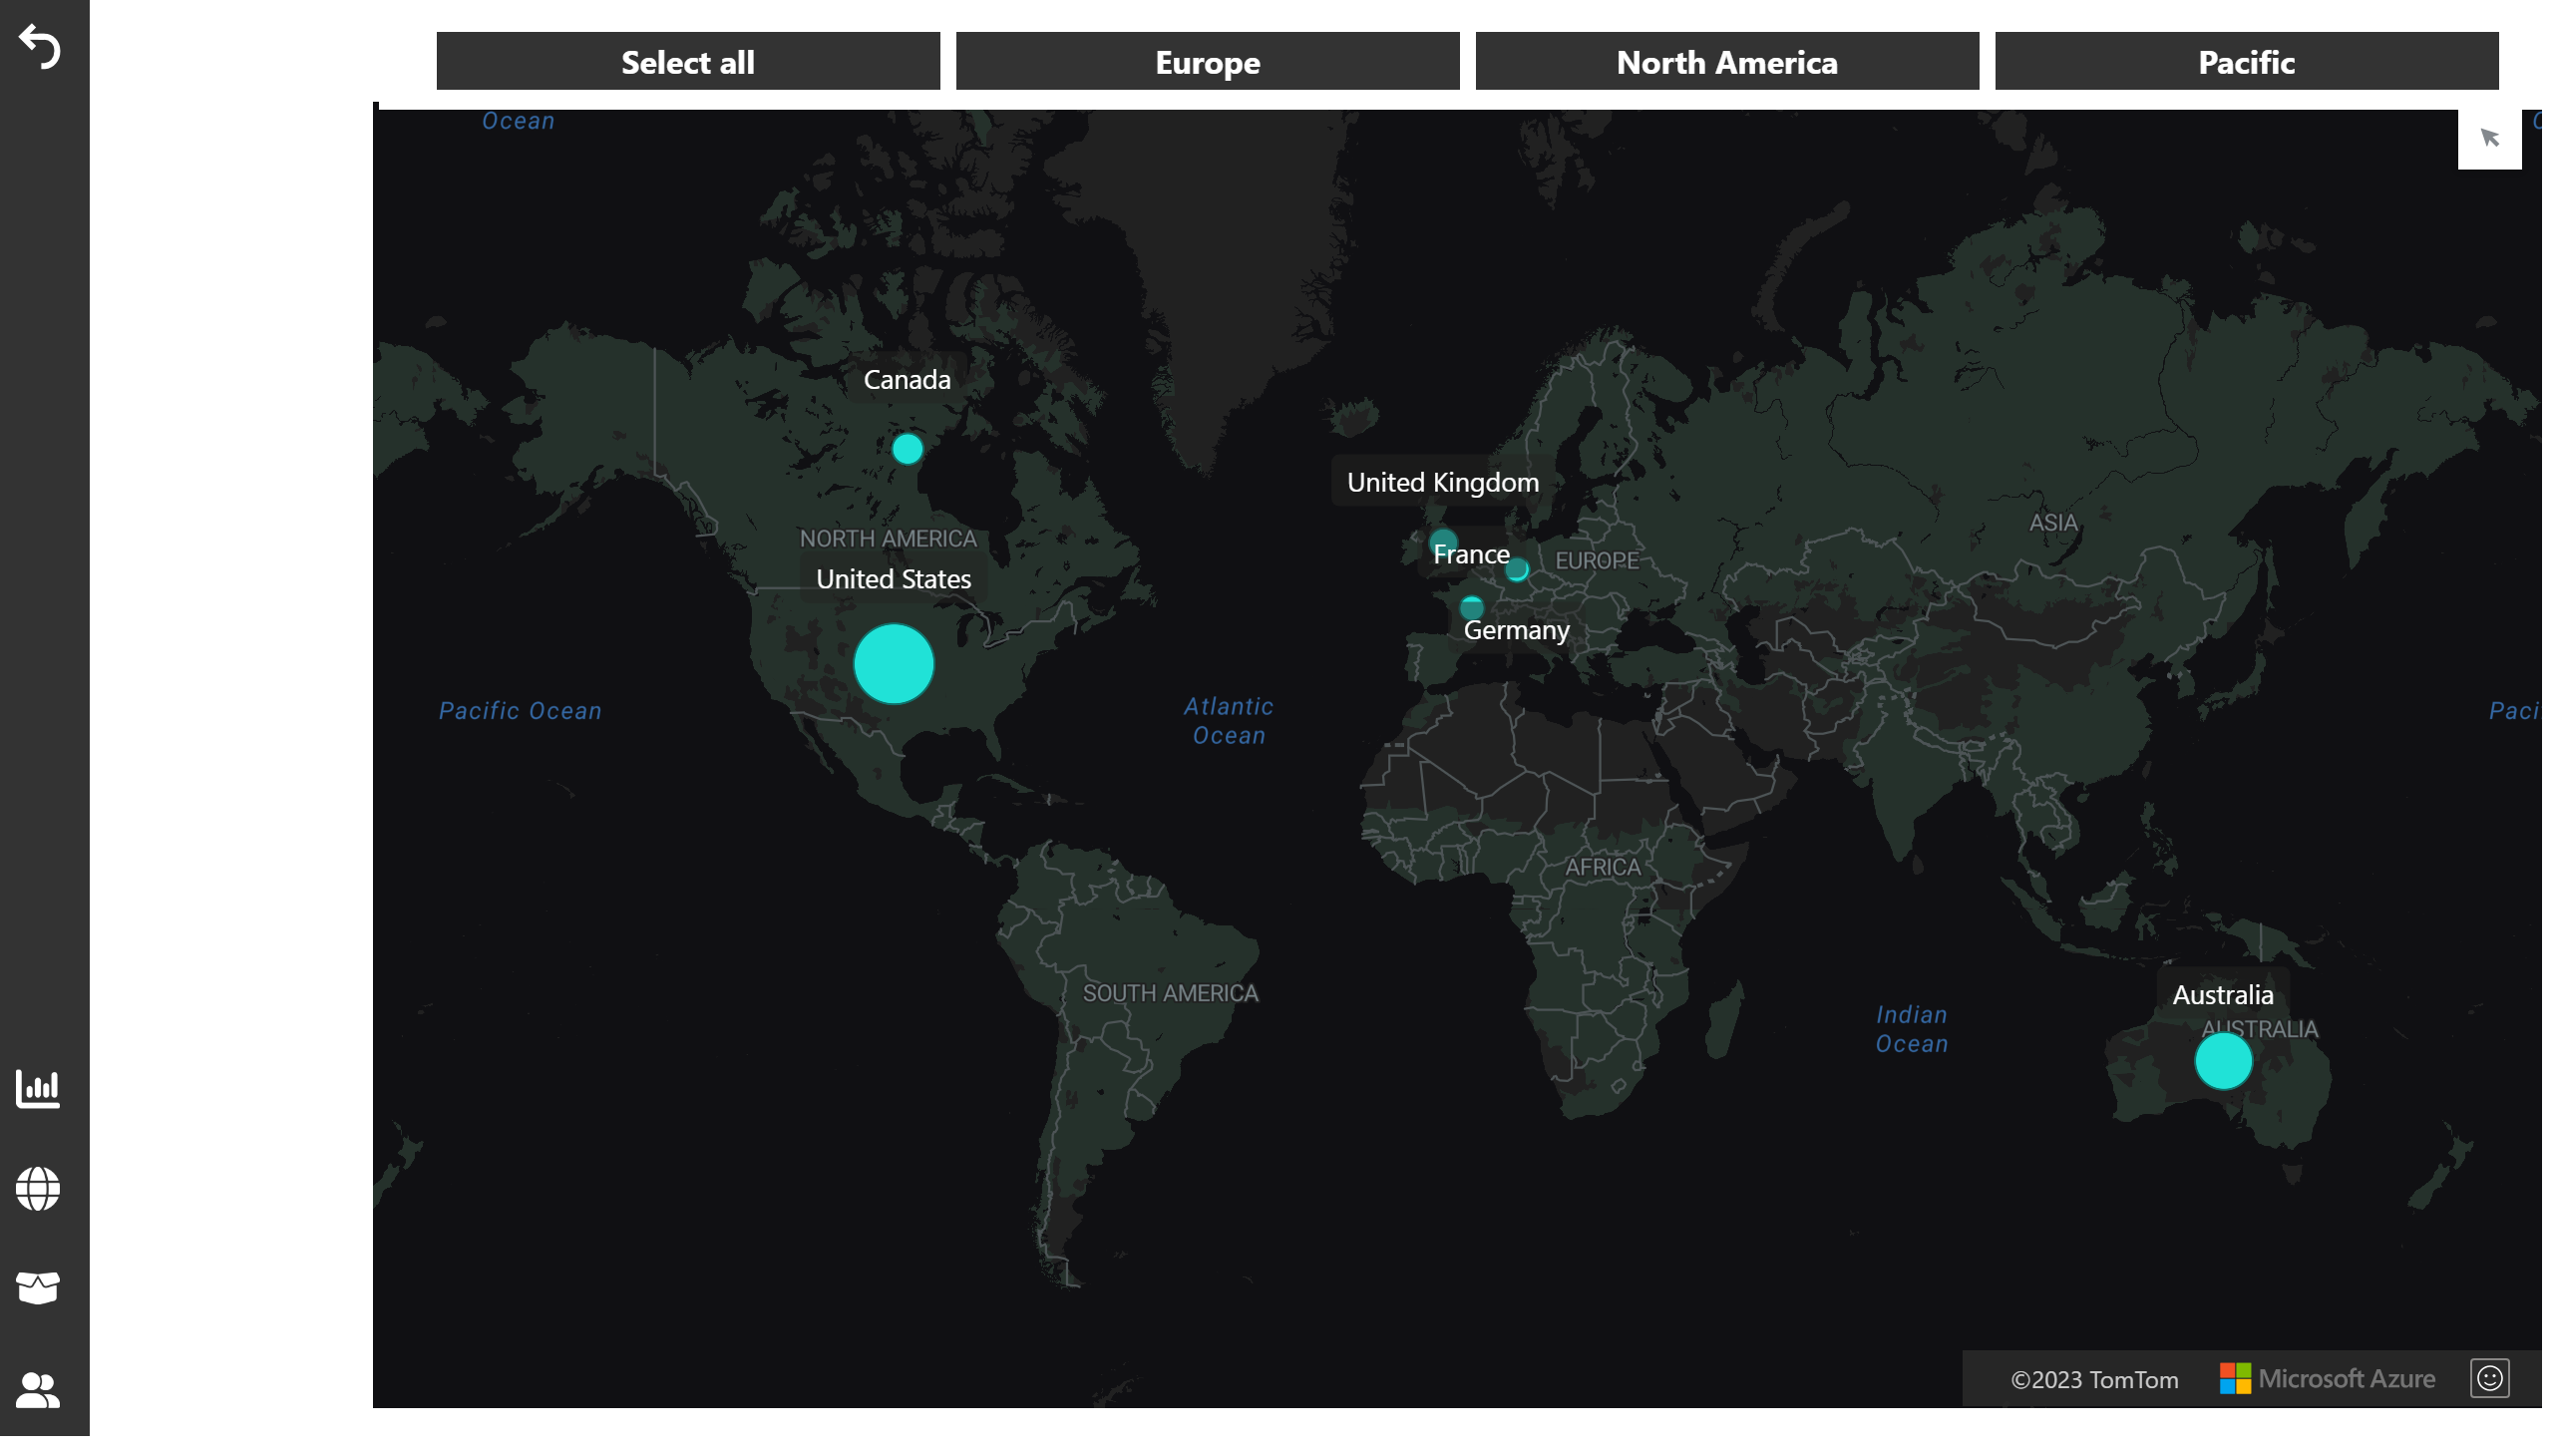 Select all
Europe
North America
Pacific
Ocean
Canada
United Kingdom
NORTH AMERICA
United States
France
EUROPE
ASIA
Germany
Pacific Ocean
Atlantic
Ocean
Paci
AFRICA
SOUTH AMERICA
Australia
AUSTRALIA
Indian
Ocean
©2023 TomTom
Microsoft Azure